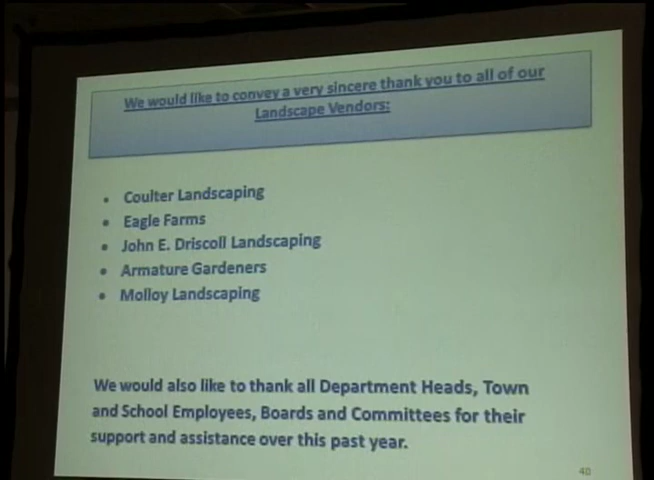 We would like to convey a very sincere thank you to all of our
Landscape Vendors:
• Coulter Landscaping
• Eagle Farms
• John E. Driscoll Landscaping
• Armature Gardeners
• Molloy Landscaping
We would also like to thank all Department Heads, Town
and School Employees, Boards and Committees for their
support and assistance over this past year.
40